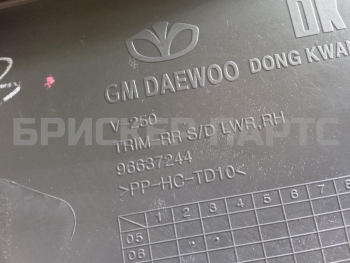 DK
GM DAEWOO DONG KWA
V-250
TRIM-RR S/D LWR,RH
96637244
>PP-HC-TD10<
БРИСКЕР ПАРТС
1 2 3 4 5 6 7 8
05
06